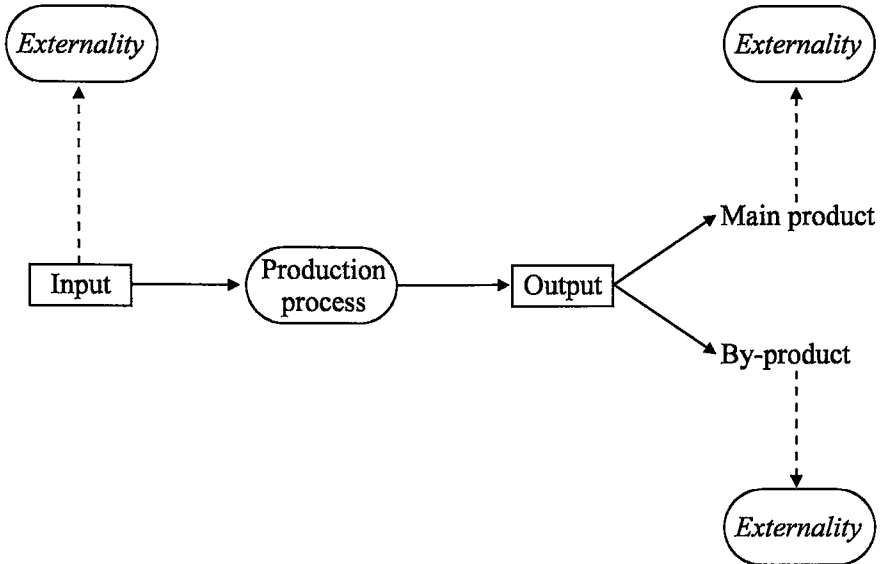 Externality
Externality
Main product
Input
Production
process
Output
By-product
Externality